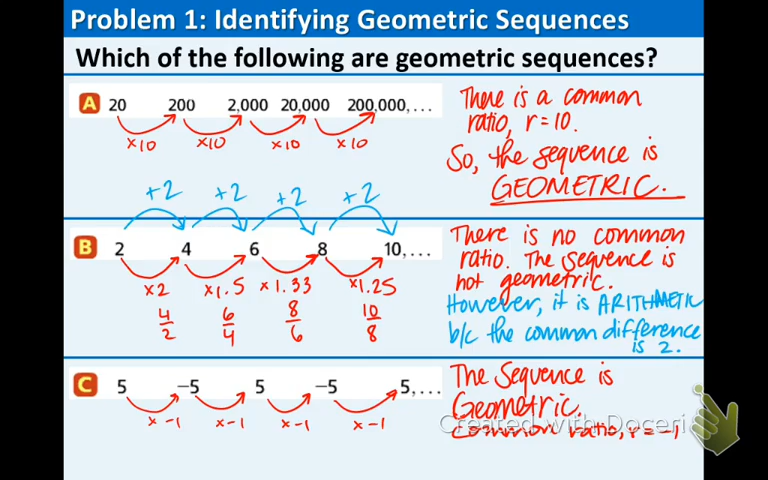 Problem 1: Identifying Geometric Sequences
Which of the following are geometric sequences?
A 20 200 2,000 20,000 200,000, . . .
×10 ×10 ×10 ×10
There is a common
ratio, r = 10.
So, the sequence is
GEOMETRIC.
+2 +2 +2 +2
B 2 4 6 8 10, . . .
×2 ×1.5 ×1.33 ×1.25
4/2 6/4 8/6 10/8
There is no common
ratio. The sequence is
not geometric.
However, it is ARITHMETIC
b/c the common difference
is 2.
C 5 −5 5 −5 5, . . .
×-1 ×-1 ×-1 ×-1
The Sequence is
Geometric.
Common ratio, r = -1
Created with Doceri